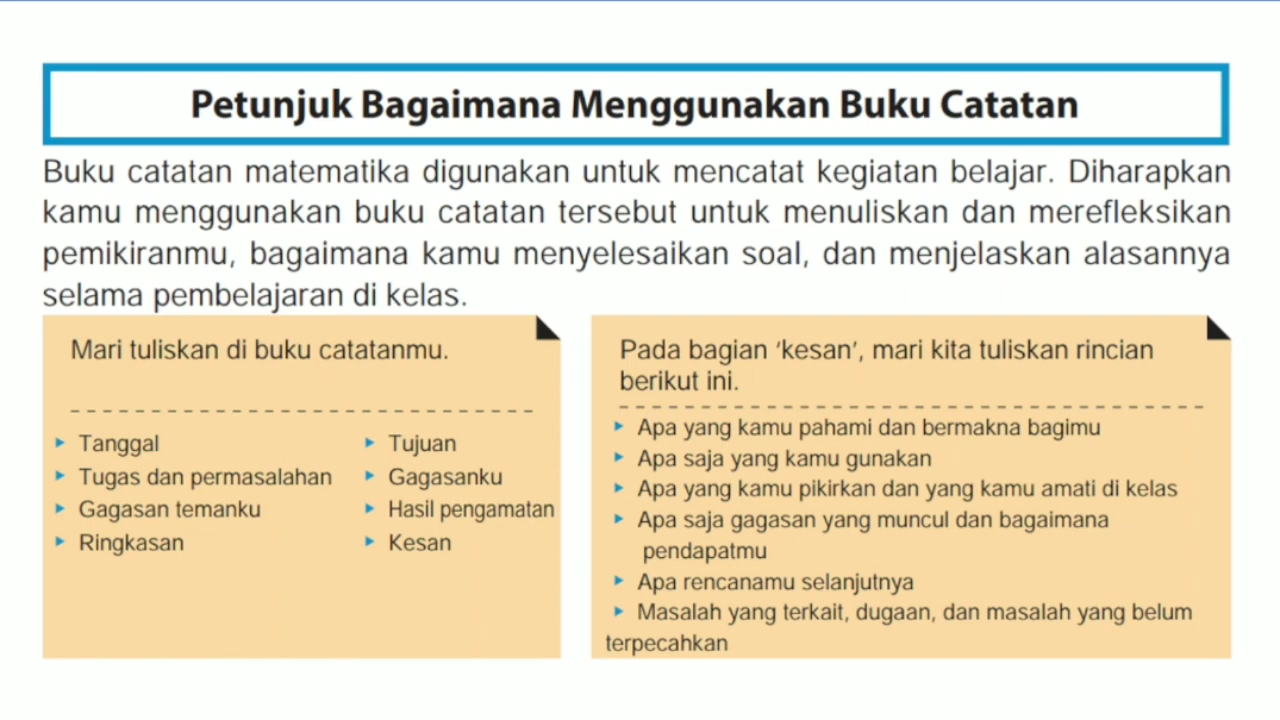 Petunjuk Bagaimana Menggunakan Buku Catatan
Buku catatan matematika digunakan untuk mencatat kegiatan belajar. Diharapkan
kamu menggunakan buku catatan tersebut untuk menuliskan dan merefleksikan
pemikiranmu, bagaimana kamu menyelesaikan soal, dan menjelaskan alasannya
selama pembelajaran di kelas.
Mari tuliskan di buku catatanmu.
Tanggal
Tugas dan permasalahan
Gagasan temanku
Ringkasan
Tujuan
Gagasanku
Hasil pengamatan
Kesan
Pada bagian ‘kesan’, mari kita tuliskan rincian
berikut ini.
Apa yang kamu pahami dan bermakna bagimu
Apa saja yang kamu gunakan
Apa yang kamu pikirkan dan yang kamu amati di kelas
Apa saja gagasan yang muncul dan bagaimana
pendapatmu
Apa rencanamu selanjutnya
Masalah yang terkait, dugaan, dan masalah yang belum
terpecahkan